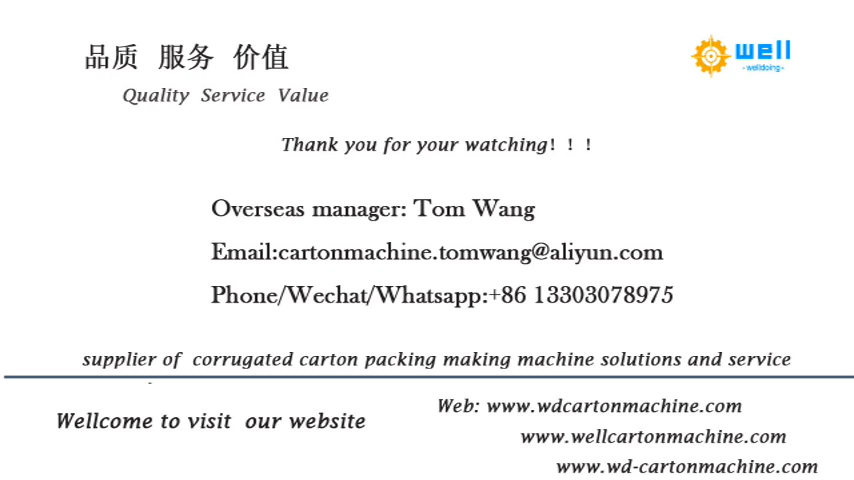 品质 服务 价值
well
-welldoing-
Quality Service Value
Thank you for your watching！！！
Overseas manager: Tom Wang
Email:cartonmachine.tomwang@aliyun.com
Phone/Wechat/Whatsapp:+86 13303078975
supplier of corrugated carton packing making machine solutions and service
Wellcome to visit our website
Web: www.wdcartonmachine.com
www.wellcartonmachine.com
www.wd-cartonmachine.com